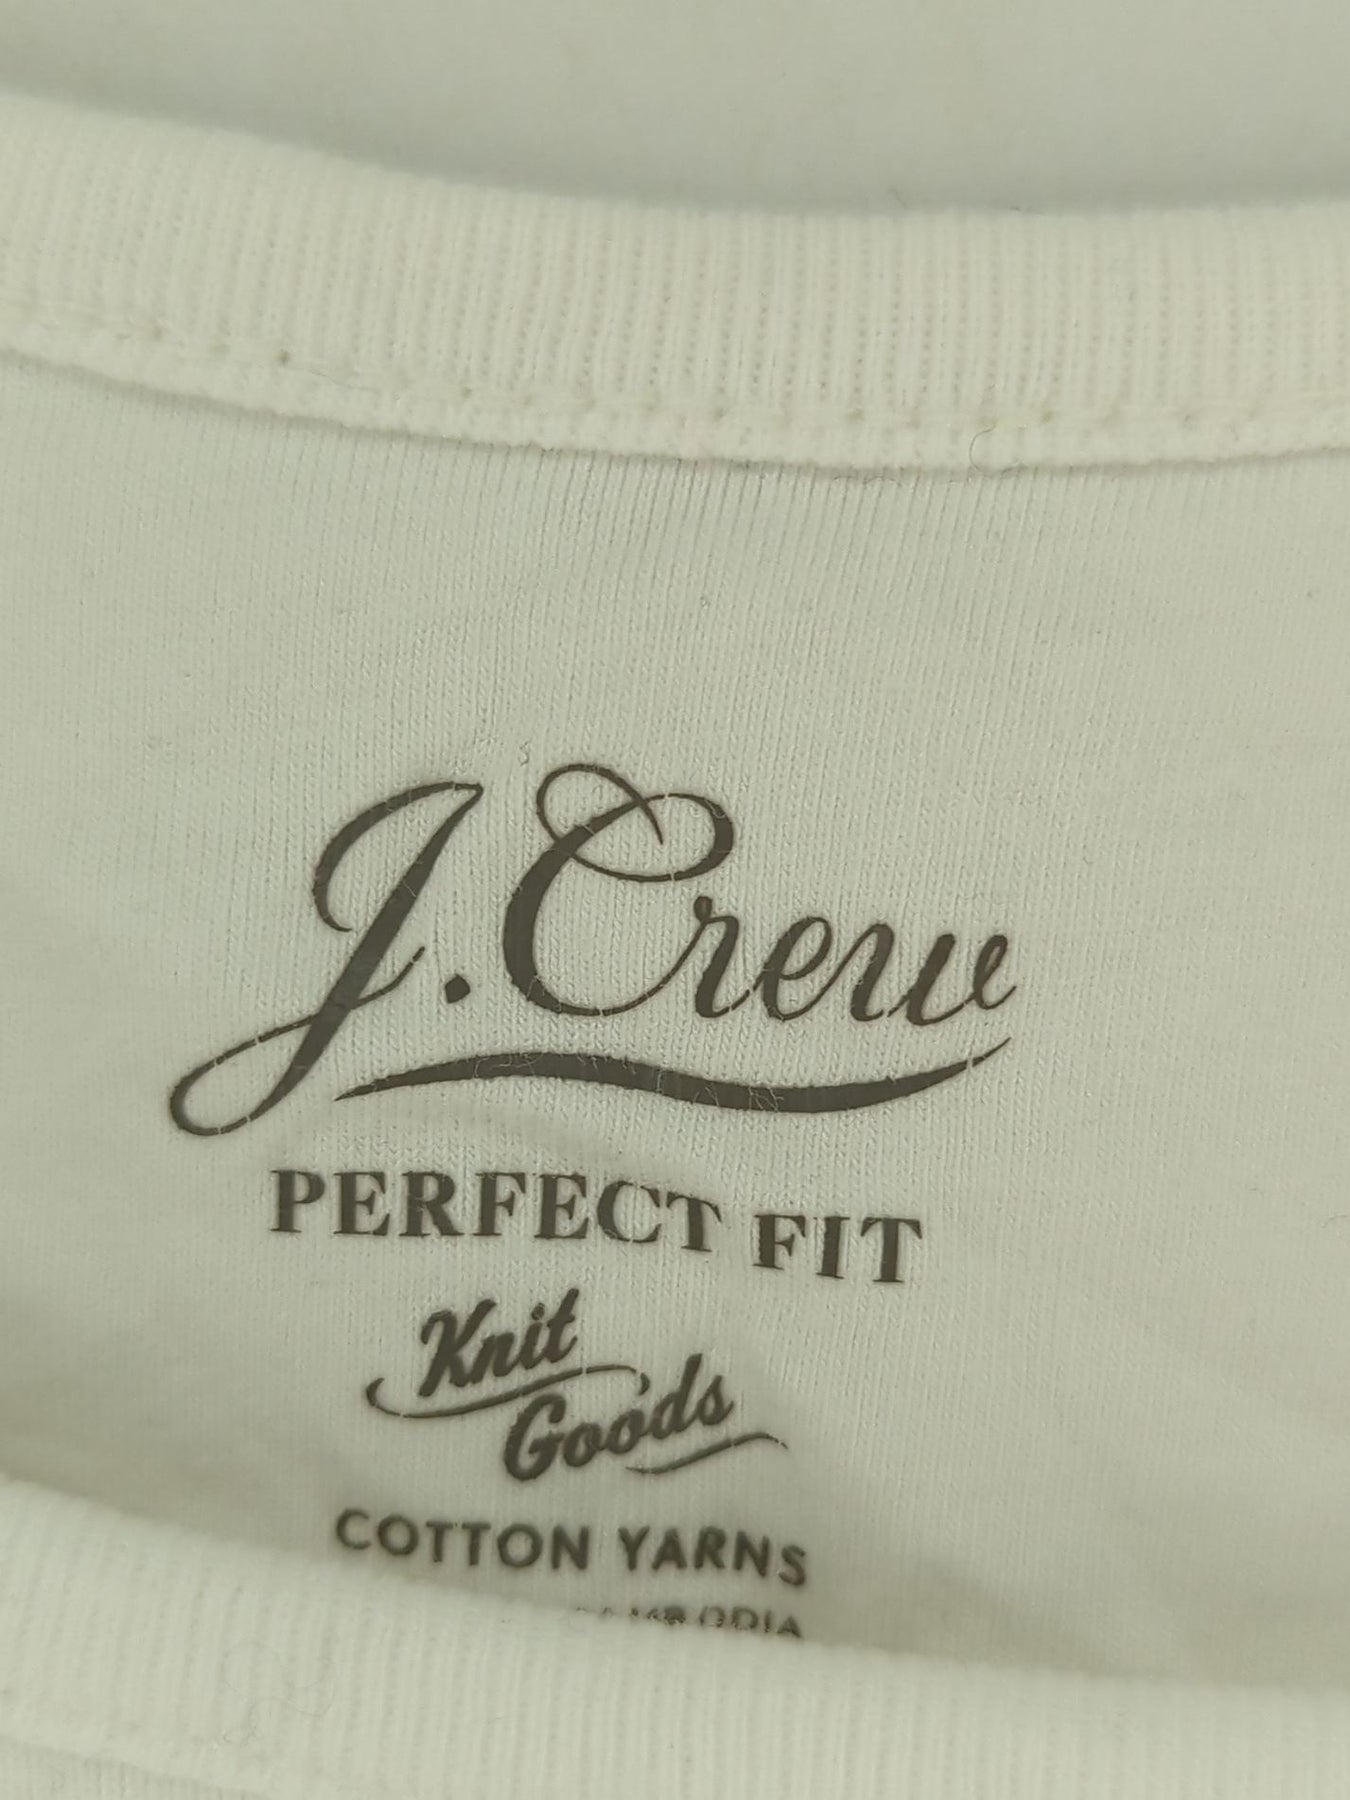 J.Crew
PERFECT FIT
Knit
Goods
COTTON YARNS